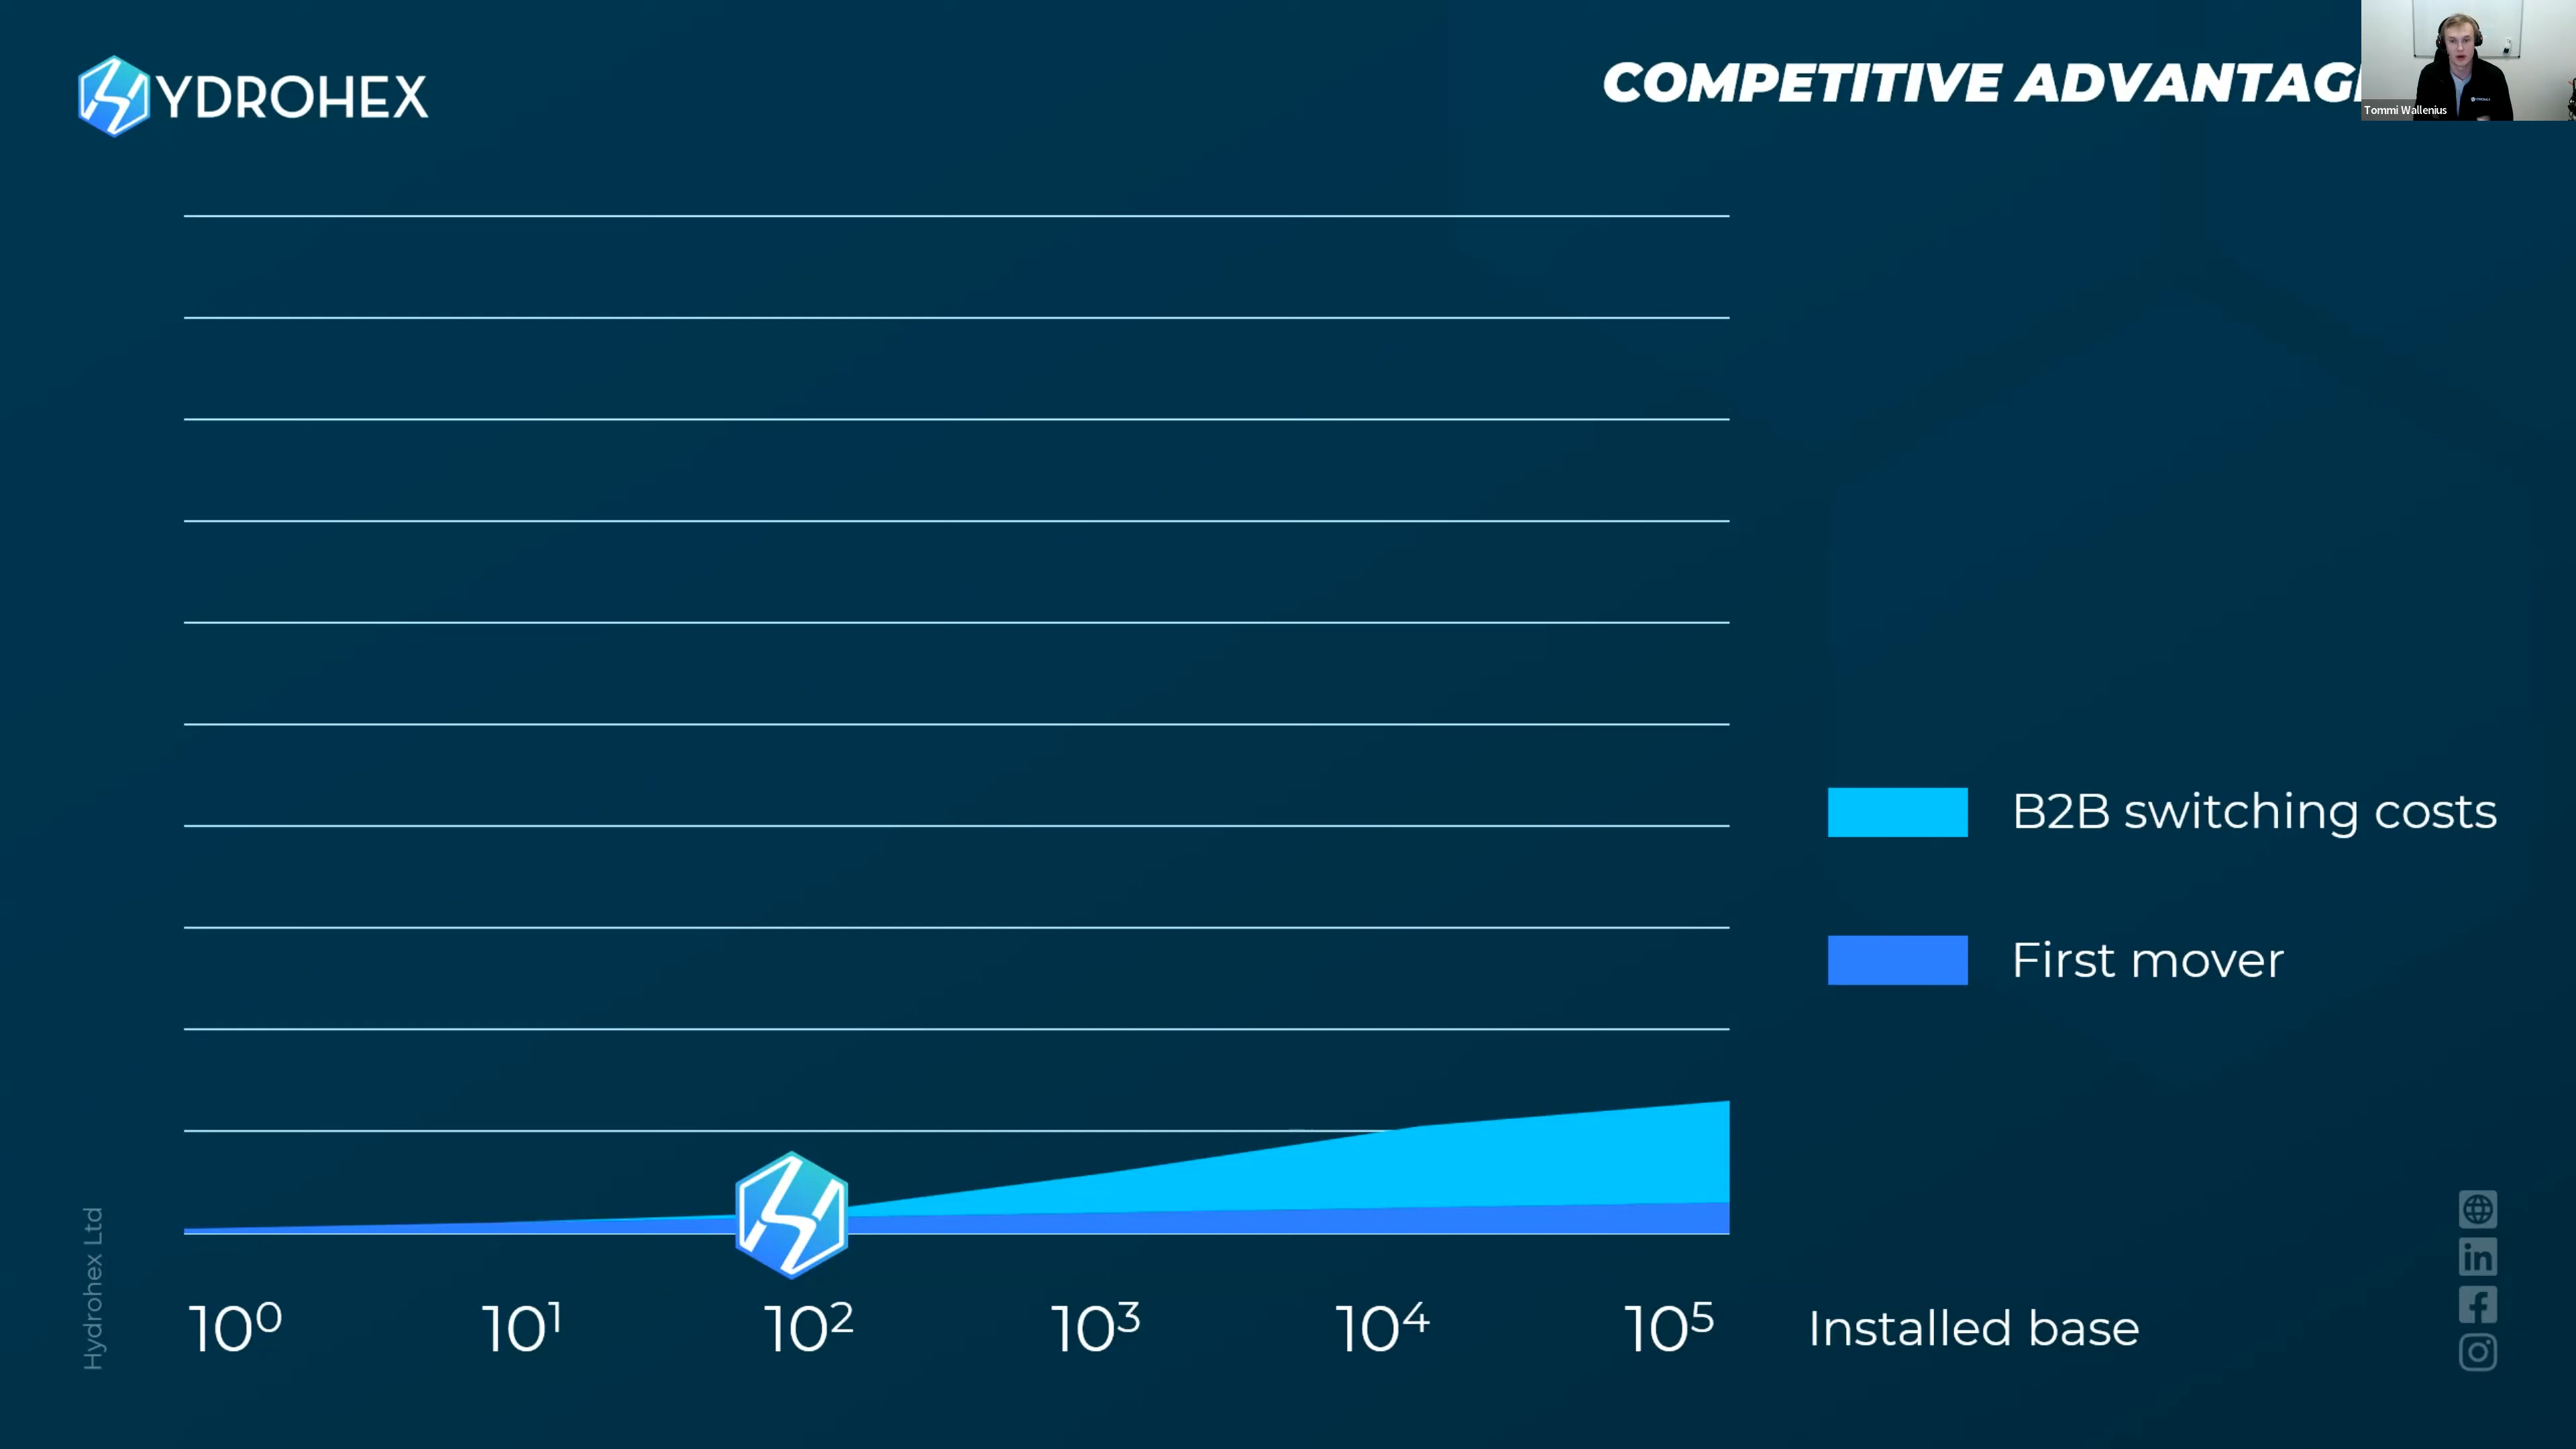 HYDROHEX
COMPETITIVE ADVANTAG
Tommi Wallenius
B2B switching costs
First mover
10⁰ 10¹ 10² 10³ 10⁴ 10⁵ Installed base
Hydrohex Ltd